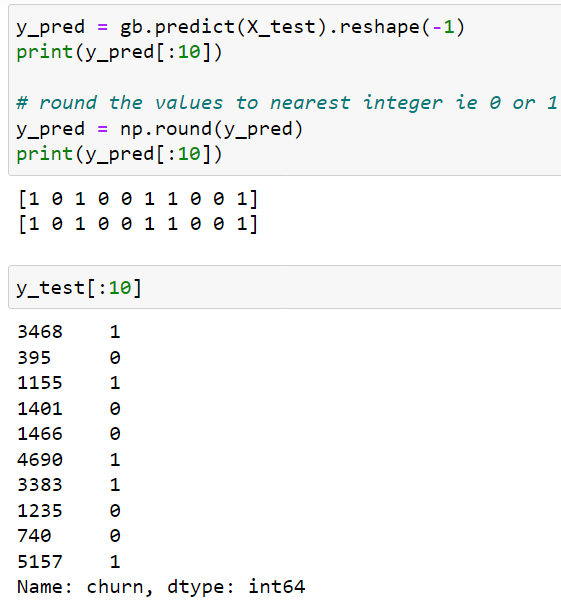 y_pred = gb.predict(X_test).reshape(-1)
print(y_pred[:10])
# round the values to nearest integer ie 0 or 1
y_pred = np.round(y_pred)
print(y_pred[:10])
[1 0 1 0 0 1 1 0 0 1]
[1 0 1 0 0 1 1 0 0 1]
y_test[:10]
3468    1
395     0
1155    1
1401    0
1466    0
4690    1
3383    1
1235    0
740     0
5157    1
Name: churn, dtype: int64